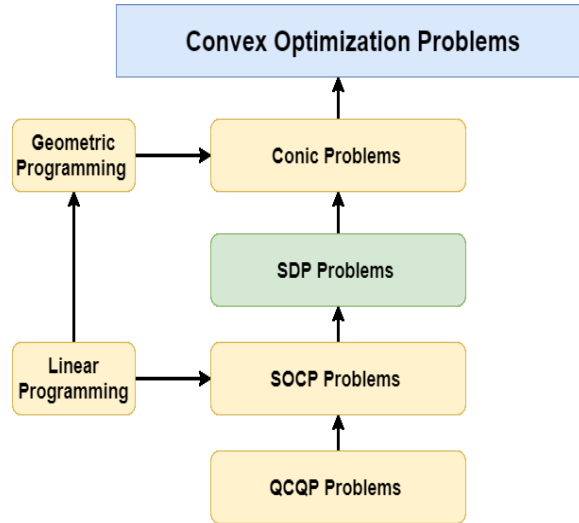 Convex Optimization Problems
Geometric
Programming
Conic Problems
SDP Problems
Linear
Programming
SOCP Problems
QCQP Problems